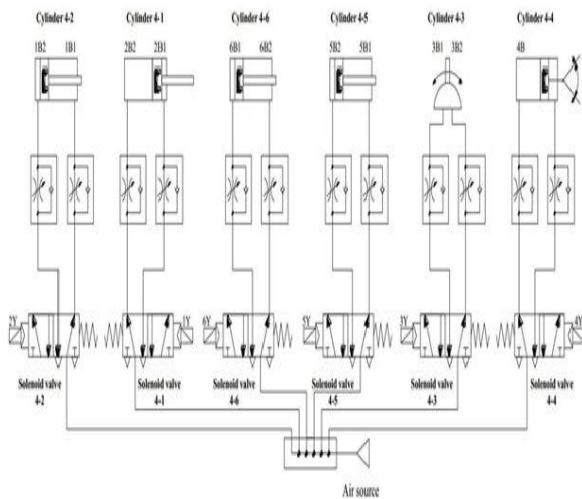 Cylinder 4-2 Cylinder 4-1 Cylinder 4-6 Cylinder 4-5 Cylinder 4-3 Cylinder 4-4
1B2 1B1 2B2 2B1 6B1 6B2 5B2 5B1 3B1 3B2 4B
2Y 1Y 6Y 5Y 3Y 4Y
Solenoid valve Solenoid valve Solenoid valve Solenoid valve Solenoid valve Solenoid valve
4-2 4-1 4-6 4-5 4-3 4-4
Air source